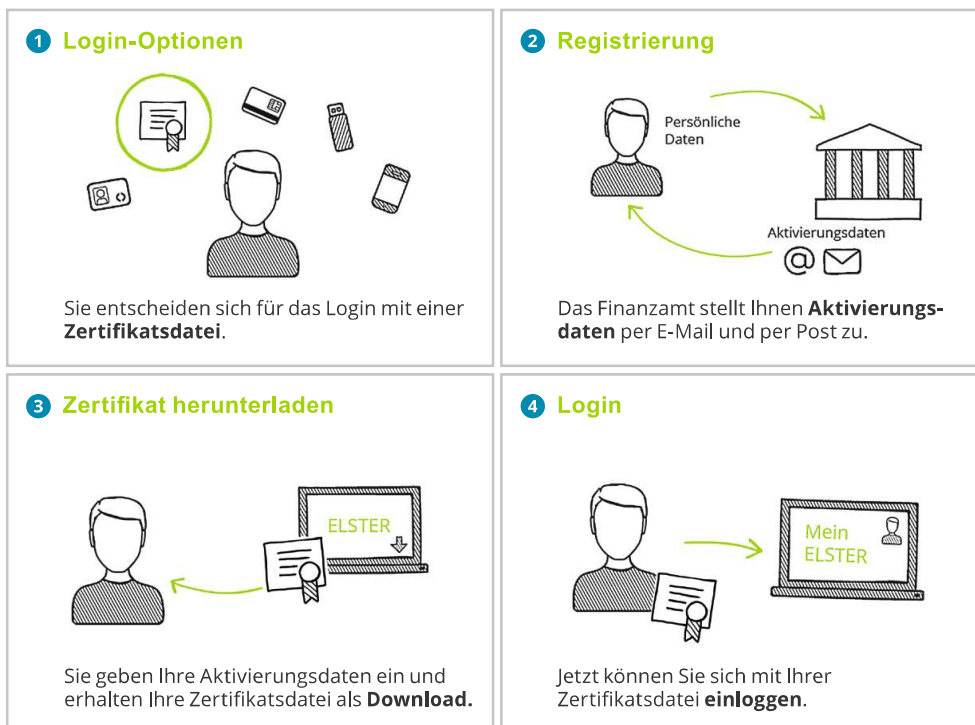 1 Login-Optionen
Sie entscheiden sich für das Login mit einer
Zertifikatsdatei.
2 Registrierung
Persönliche
Daten
Aktivierungsdaten
@
Das Finanzamt stellt Ihnen Aktivierungs-
daten per E-Mail und per Post zu.
3 Zertifikat herunterladen
ELSTER
Sie geben Ihre Aktivierungsdaten ein und
erhalten Ihre Zertifikatsdatei als Download.
4 Login
Mein
ELSTER
Jetzt können Sie sich mit Ihrer
Zertifikatsdatei einloggen.